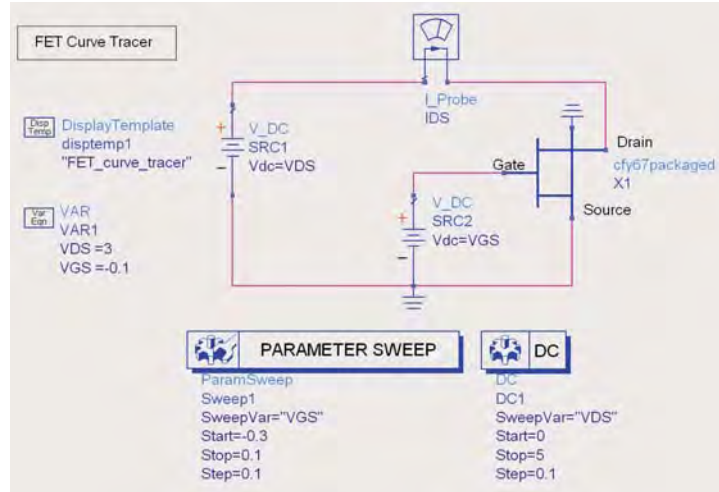 FET Curve Tracer
I_Probe
IDS
Disp
Temp
DisplayTemplate
disptemp1
"FET_curve_tracer"
+
V_DC
SRC1
Vdc=VDS
−
Drain
cfy67packaged
X1
Gate
Source
Var
Eqn
VAR
VAR1
VDS =3
VGS =-0.1
+
V_DC
SRC2
Vdc=VGS
−
PARAMETER SWEEP
ParamSweep
Sweep1
SweepVar="VGS"
Start=-0.3
Stop=0.1
Step=0.1
DC
DC
DC1
SweepVar="VDS"
Start=0
Stop=5
Step=0.1